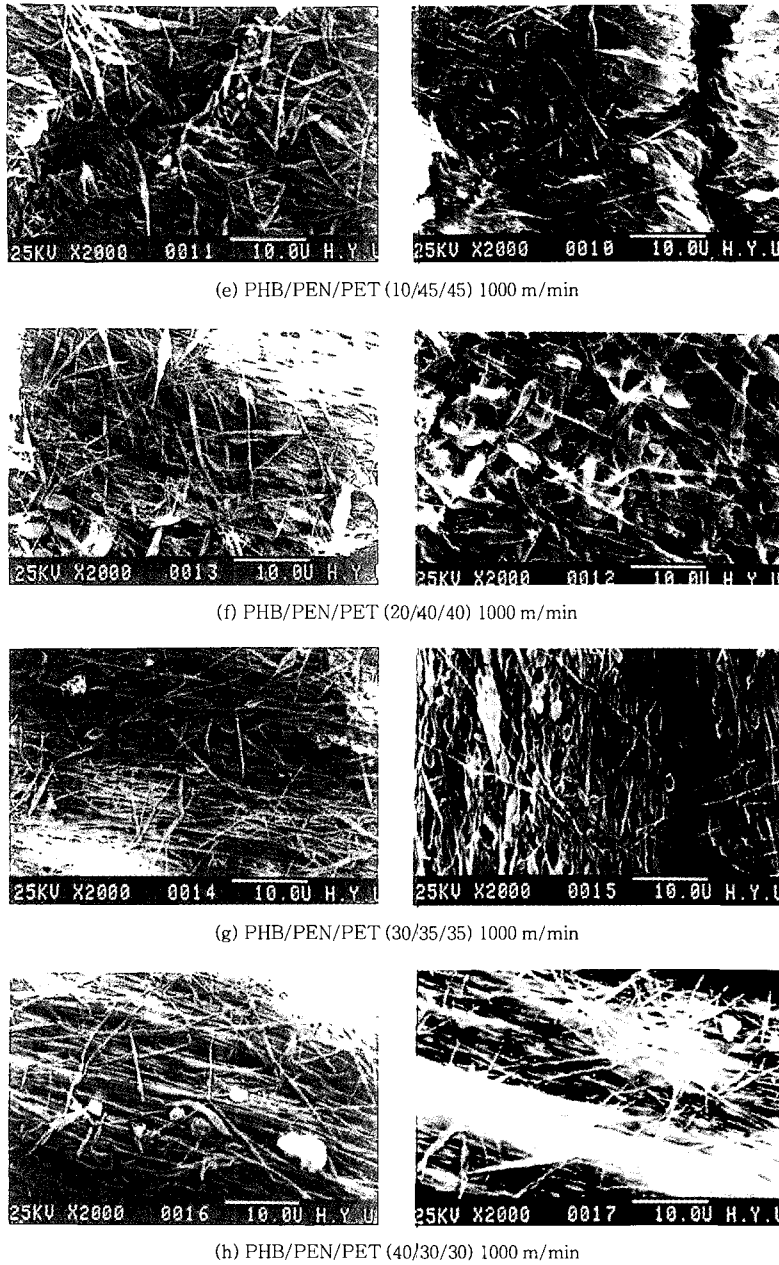 25KV X2000 0011 10.0U H.Y.U
25KV X2000 0010 10.0U H.Y.U
(e) PHB/PEN/PET (10/45/45) 1000 m/min
25KV X2000 0013 10.0U H.Y.
25KV X2000 0012 10.0U H.Y.
(f) PHB/PEN/PET (20/40/40) 1000 m/min
25KV X2000 0014 10.0U H.Y.U
25KV X2000 0015 10.0U H.Y.U
(g) PHB/PEN/PET (30/35/35) 1000 m/min
25KV X2000 0016 10.0U H.Y.U
25KV X2000 0017 10.0U H.Y.U
(h) PHB/PEN/PET (40/30/30) 1000 m/min